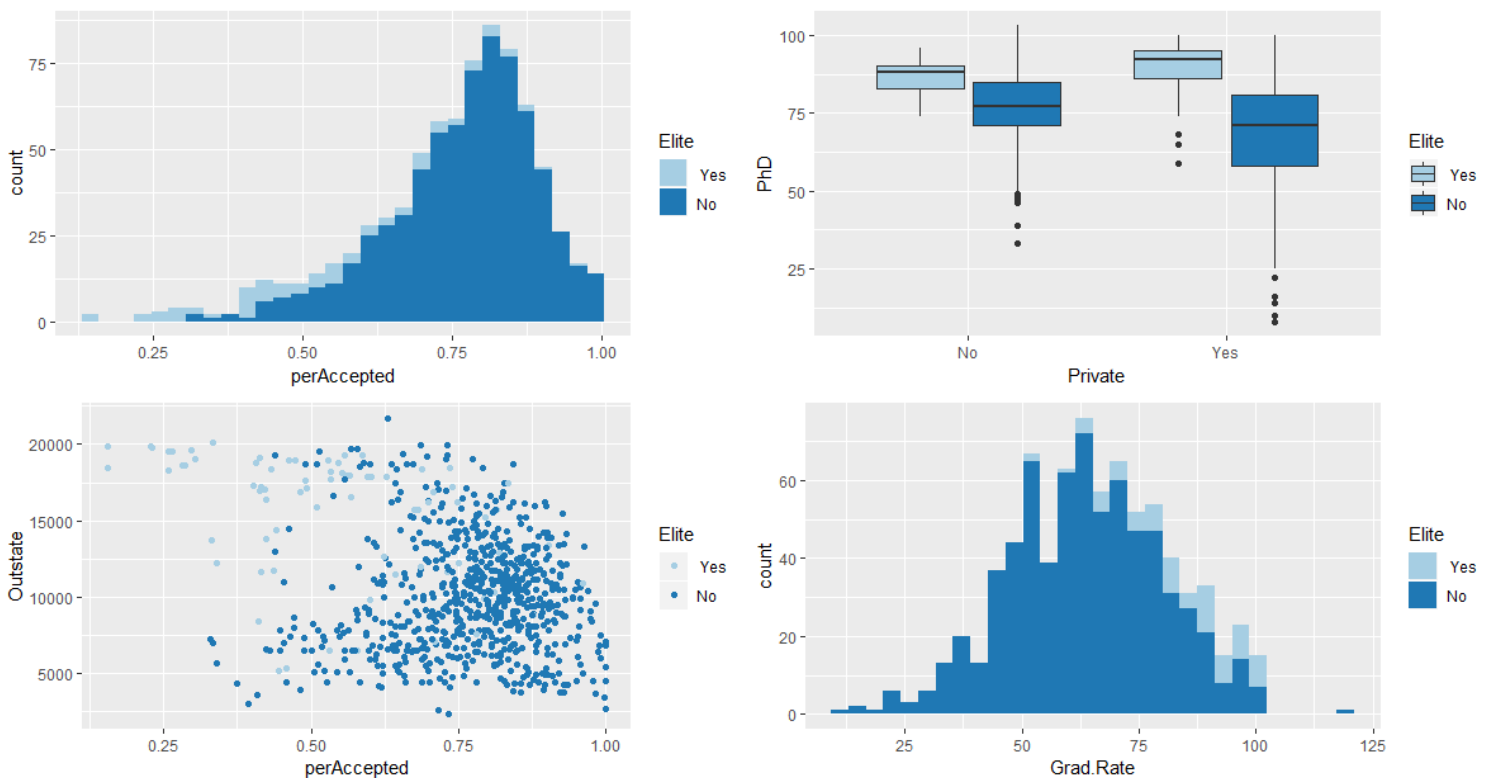 75
50
25
0
count
0.25 0.50 0.75 1.00
perAccepted
Elite
Yes
No
100
75
50
25
PhD
No Yes
Private
Elite
Yes
No
20000
15000
10000
5000
Outstate
0.25 0.50 0.75 1.00
perAccepted
Elite
Yes
No
60
40
20
0
count
25 50 75 100 125
Grad.Rate
Elite
Yes
No